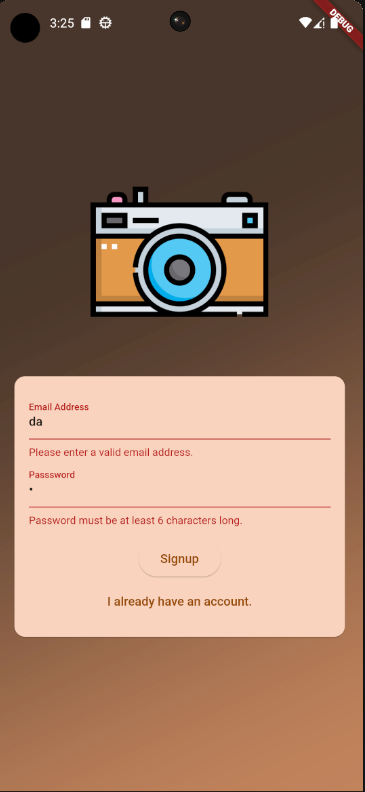 3:25
DEBUG
Email Address
da
Please enter a valid email address.
Passsword
Password must be at least 6 characters long.
Signup
I already have an account.